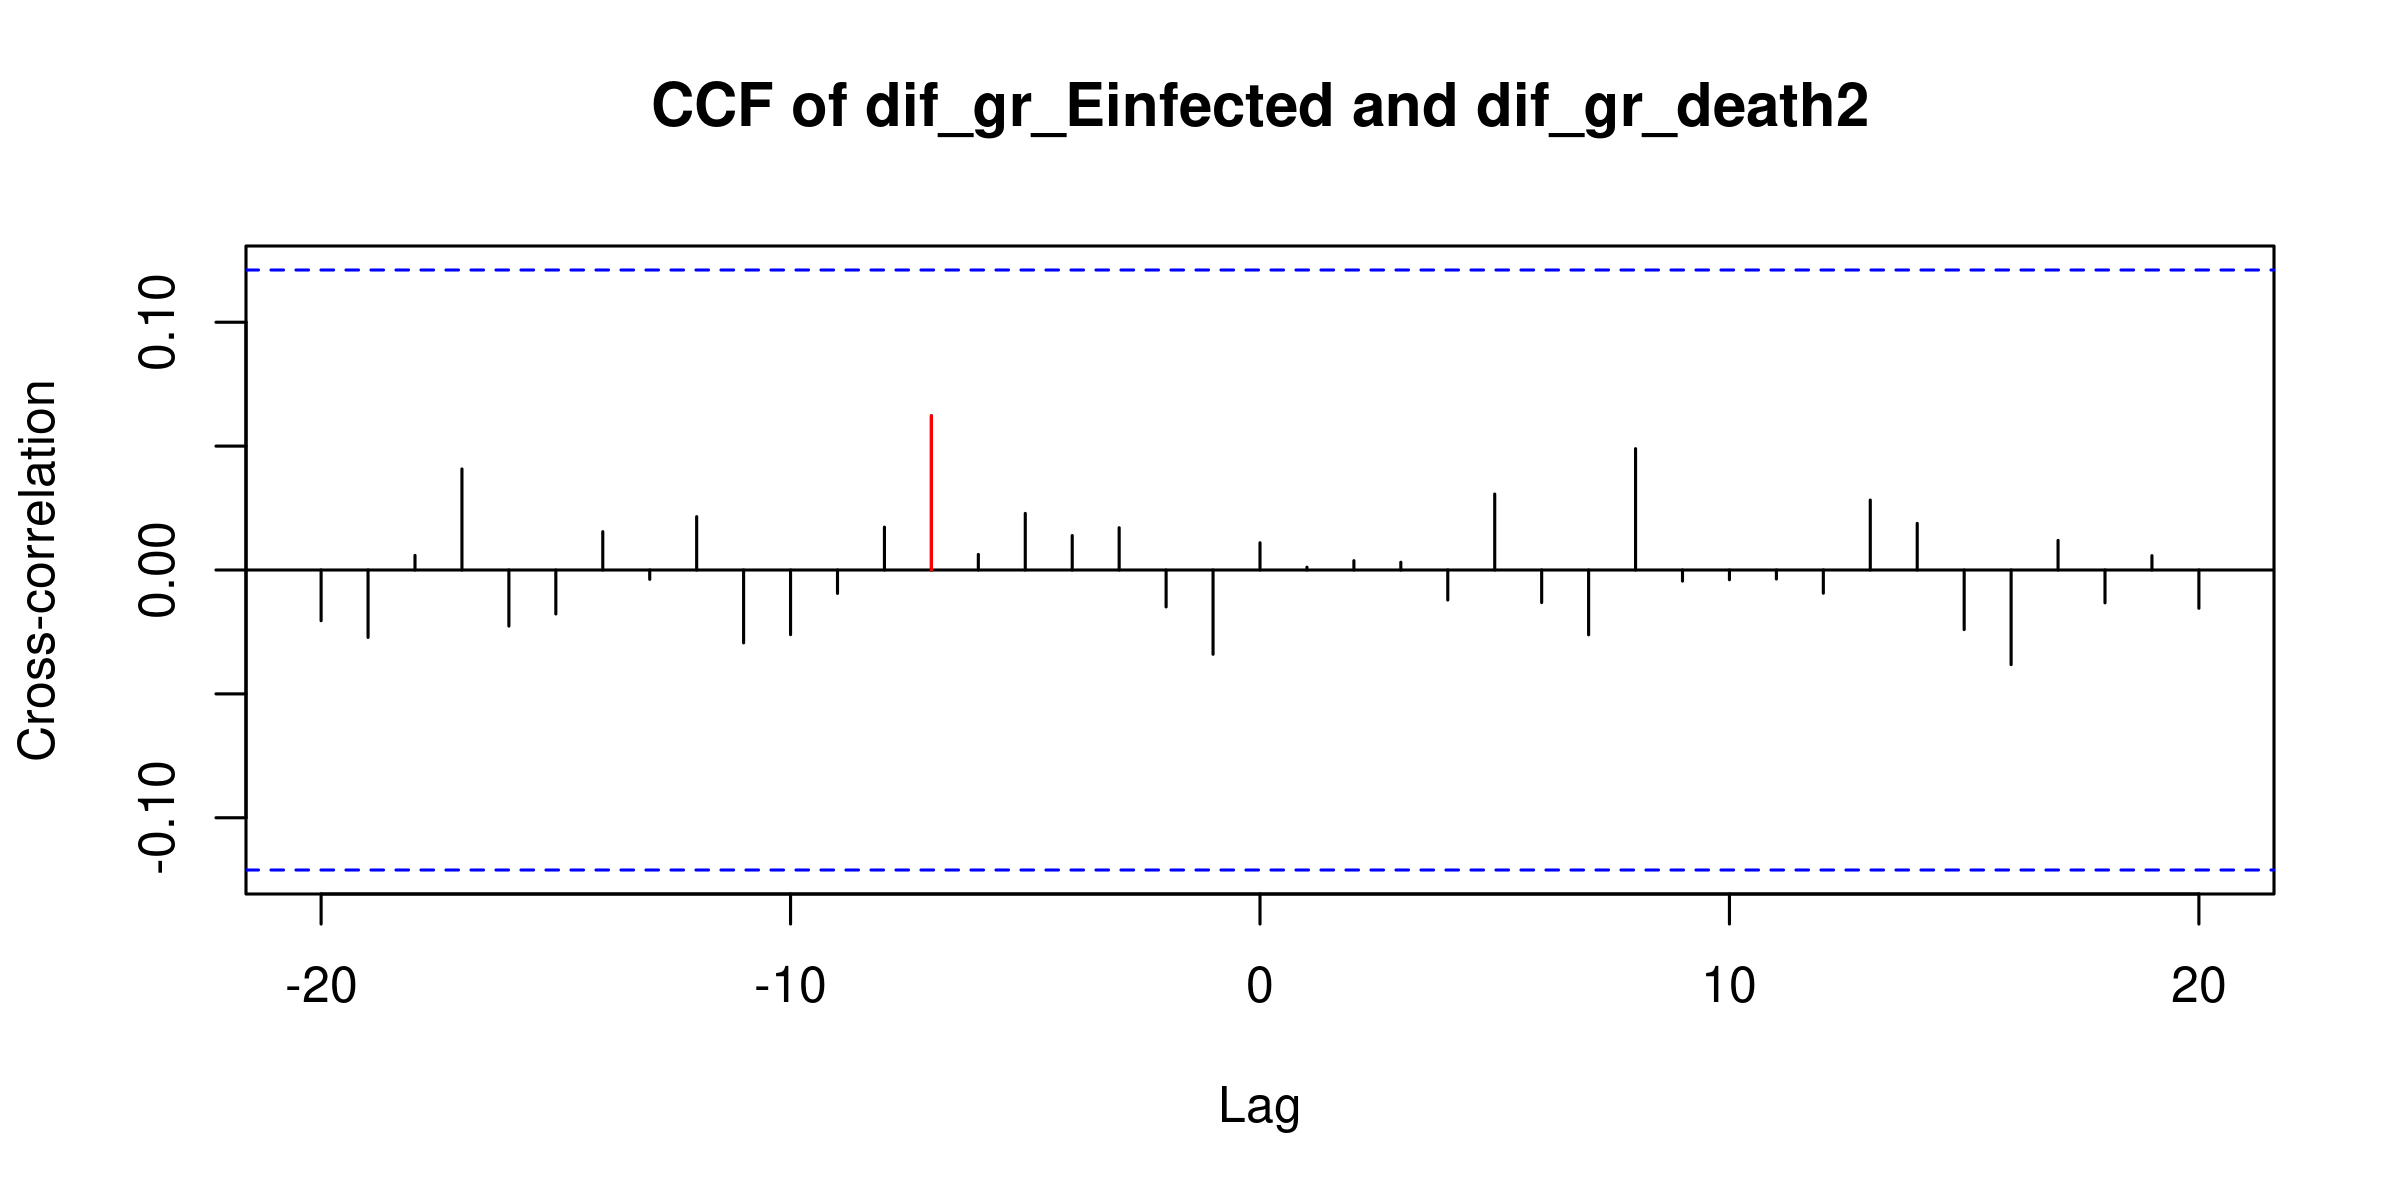 CCF of dif_gr_Einfected and dif_gr_death2
Cross-correlation
0.10
0.00
-0.10
-20 -10 0 10 20
Lag